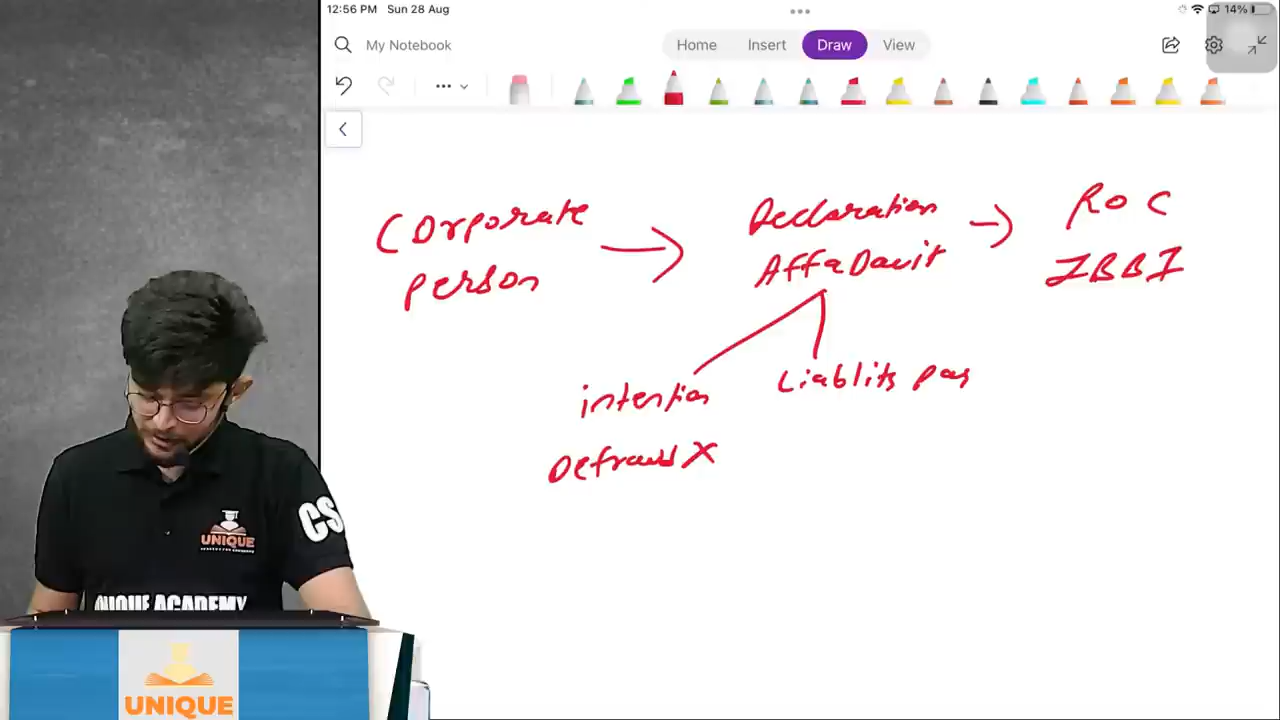 12:56 PM Sun 28 Aug
14%
My Notebook
Home Insert Draw View
Corporate person
Declaration AffaDavit
ROC
IBBI
intention
Liablits pay
Defraud X
CS
UNIQUE
UNIQUE ACADEMY
UNIQUE